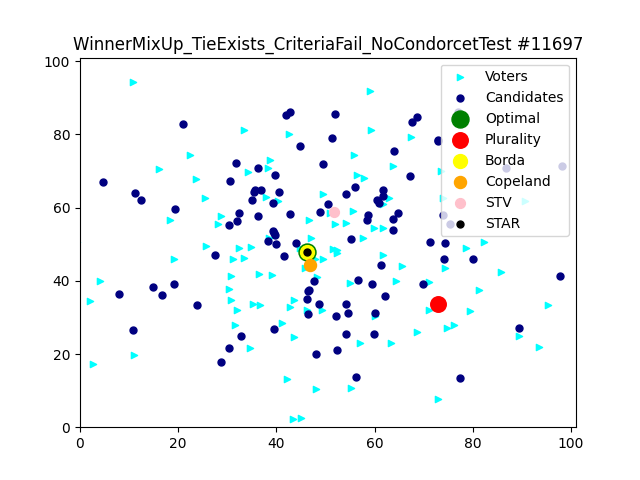 WinnerMixUp_TieExists_CriteriaFail_NoCondorcetTest #11697
100
80
60
40
20
0
0
20
40
60
80
100
Voters
Candidates
Optimal
Plurality
Borda
Copeland
STV
STAR